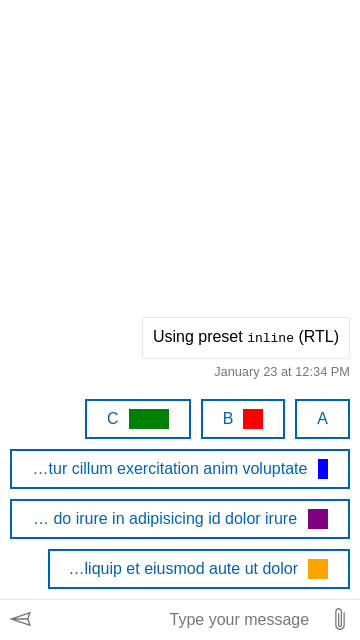 Using preset inline (RTL)
January 23 at 12:34 PM
A
B
C
…tur cillum exercitation anim voluptate
… do irure in adipisicing id dolor irure
…liquip et eiusmod aute ut dolor
Type your message